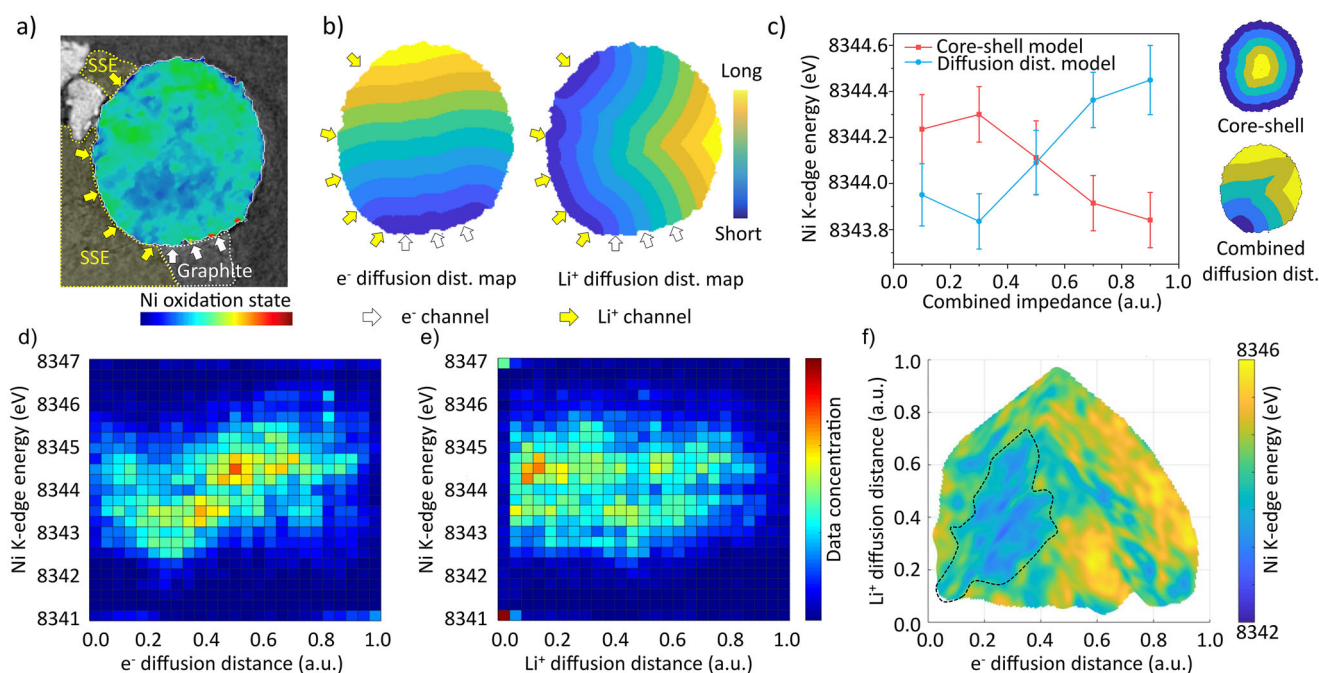 a)
SSE
SSE
Graphite
Ni oxidation state
b)
Long
Short
e⁻ diffusion dist. map
Li⁺ diffusion dist. map
e⁻ channel
Li⁺ channel
c)
Core-shell model
Diffusion dist. model
Ni K-edge energy (eV)
8344.6
8344.4
8344.2
8344.0
8343.8
0.0 0.2 0.4 0.6 0.8 1.0
Combined impedance (a.u.)
Core-shell
Combined
diffusion dist.
d)
Ni K-edge energy (eV)
8347
8346
8345
8344
8343
8342
8341
0.0 0.2 0.4 0.6 0.8 1.0
e⁻ diffusion distance (a.u.)
e)
Ni K-edge energy (eV)
8347
8346
8345
8344
8343
8342
8341
0.0 0.2 0.4 0.6 0.8 1.0
Li⁺ diffusion distance (a.u.)
Data concentration
f)
Li⁺ diffusion distance (a.u.)
1.0
0.8
0.6
0.4
0.2
0.0
0.0 0.2 0.4 0.6 0.8 1.0
e⁻ diffusion distance (a.u.)
8346
Ni K-edge energy (eV)
8342